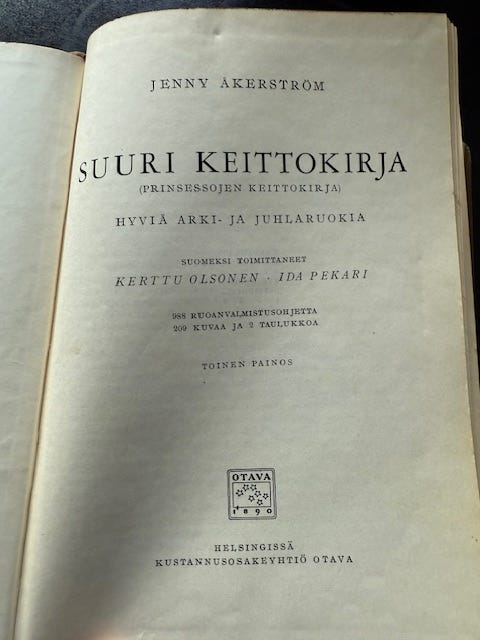 JENNY ÅKERSTRÖM
SUURI KEITTOKIRJA
(PRINSESSOJEN KEITTOKIRJA)
HYVIÄ ARKI- JA JUHLARUOKIA
SUOMEKSI TOIMITTANEET
KERTTU OLSONEN · IDA PEKARI
988 RUOANVALMISTUSOHJETTA
209 KUVAA JA 2 TAULUKKOA
TOINEN PAINOS
OTAVA
1890
HELSINGISSÄ
KUSTANNUSOSAKEYHTIÖ OTAVA